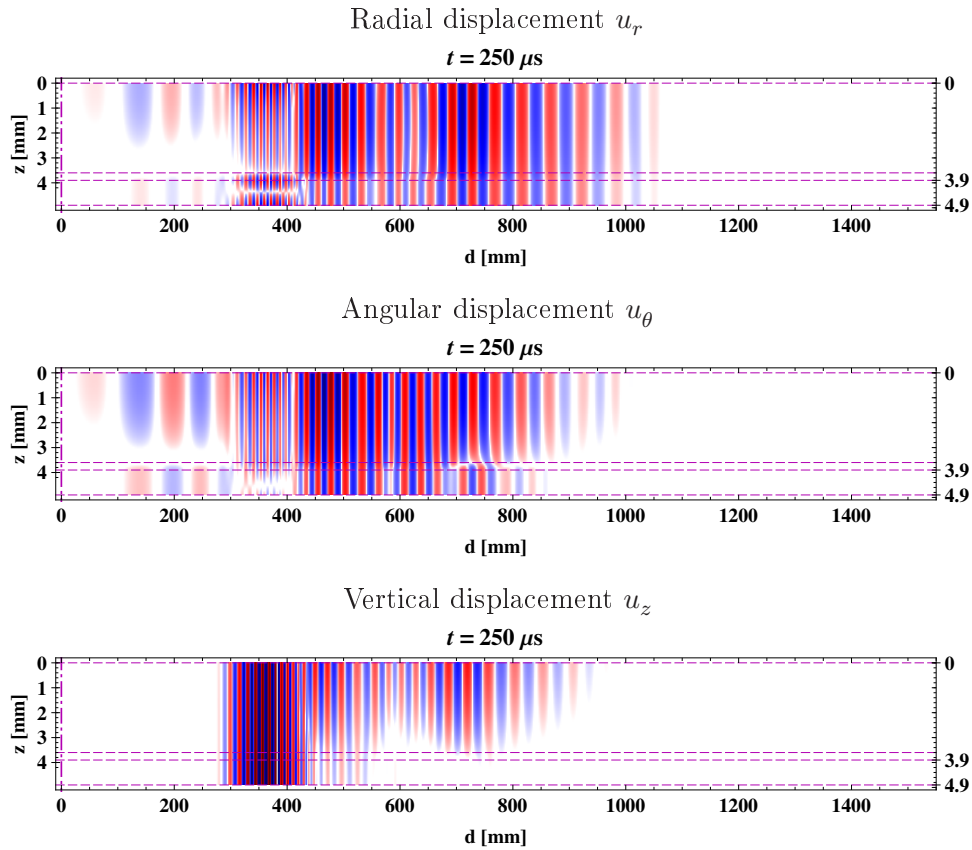 Radial displacement u_r
t = 250 μs
0
1
2
3
4
z [mm]
0
3.9
4.9
0 200 400 600 800 1000 1200 1400
d [mm]
Angular displacement u_θ
t = 250 μs
0
1
2
3
4
z [mm]
0
3.9
4.9
0 200 400 600 800 1000 1200 1400
d [mm]
Vertical displacement u_z
t = 250 μs
0
1
2
3
4
z [mm]
0
3.9
4.9
0 200 400 600 800 1000 1200 1400
d [mm]